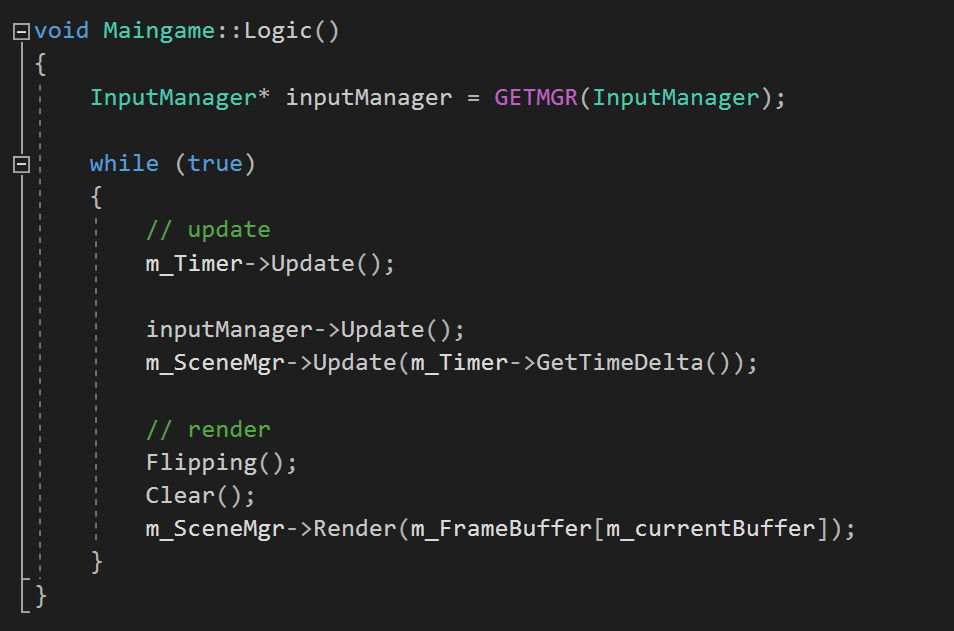 void Maingame::Logic()
{
    InputManager* inputManager = GETMGR(InputManager);

    while (true)
    {
        // update
        m_Timer->Update();

        inputManager->Update();
        m_SceneMgr->Update(m_Timer->GetTimeDelta());

        // render
        Flipping();
        Clear();
        m_SceneMgr->Render(m_FrameBuffer[m_currentBuffer]);
    }
}